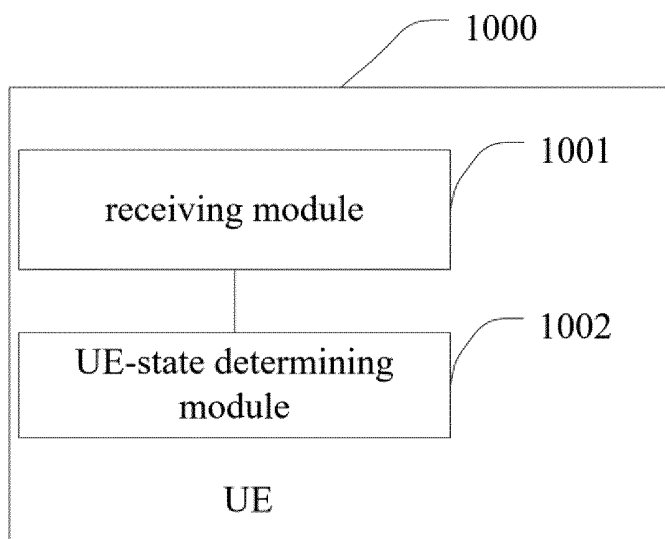 1000
1001
receiving module
1002
UE-state determining
module
UE